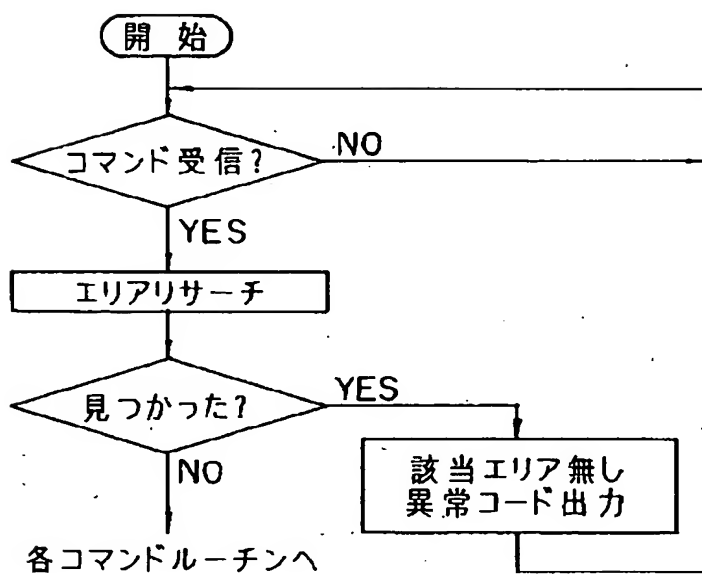 開始
コマンド受信?
NO
YES
エリアリサーチ
見つかった?
YES
NO
該当エリア無し
異常コード出力
各コマンドルーチンへ